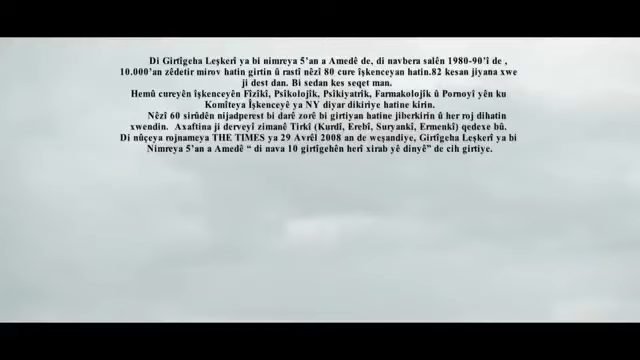 Di Girtîgeha Leşkerî ya bi nimreya 5'an a Amedê de, di navbera salên 1980-90'î de ,
10.000'an zêdetir mirov hatin girtin û rastî nêzî 80 cure îşkenceyan hatin.82 kesan jiyana xwe
ji dest dan. Bi sedan kes seqet man.
Hemû cureyên îşkenceyên Fîzîkî, Psîkolojîk, Psîkiyatrîk, Farmakolojîk û Pornoyî yên ku
Komîteya Îşkenceyê ya NY diyar dikiriye hatine kirin.
Nêzî 60 sirûdên nijadperest bi darê zorê bi girtiyan hatine jiberkirin û her roj dihatin
xwendin. Axaftina ji derveyî zimanê Tirkî (Kurdî, Erebî, Suryankî, Ermenkî) qedexe bû.
Di nûçeya rojnameya THE TIMES ya 29 Avrêl 2008 an de weşandiye, Girtîgeha Leşkerî ya bi
Nimreya 5'an a Amedê “ di nava 10 girtîgehên herî xirab yê dinyê” de cih girtiye.